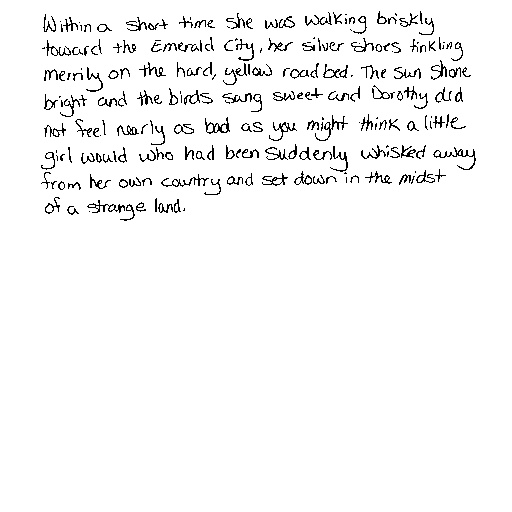 Within a short time she was walking briskly
toward the Emerald City, her silver shoes tinkling
merrily on the hard, yellow roadbed. The sun shone
bright and the birds sang sweet and Dorothy did
not feel nearly as bad as you might think a little
girl would who had been suddenly whisked away
from her own country and set down in the midst
of a strange land.